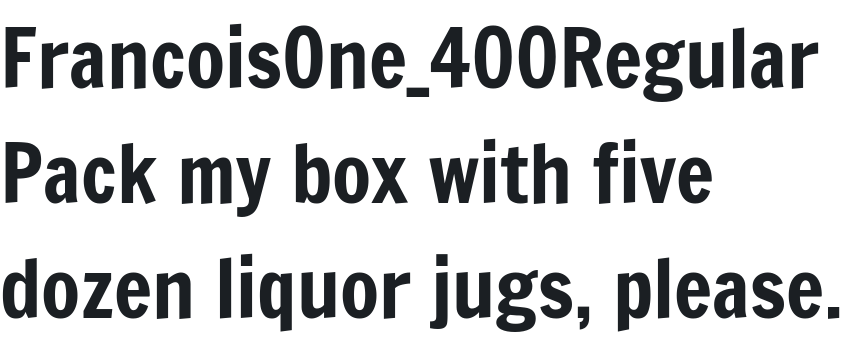 FrancoisOne_400Regular
Pack my box with five
dozen liquor jugs, please.